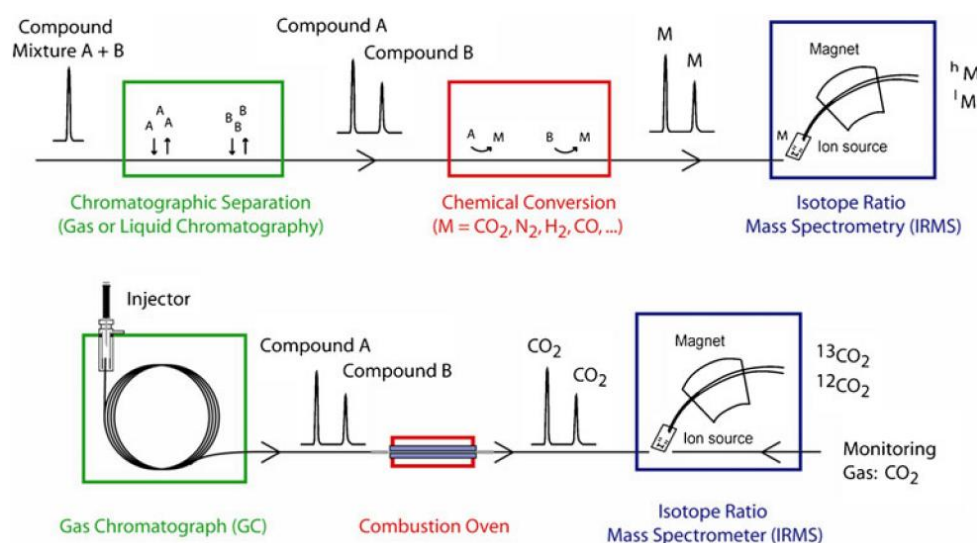 Compound
Mixture A + B
Compound A
Compound B
M
M
A
A
A
B
B
B
A
M
B
M
Magnet
M
Ion source
ʰM
ˡM
Chromatographic Separation
(Gas or Liquid Chromatography)
Chemical Conversion
(M = CO₂, N₂, H₂, CO, ...)
Isotope Ratio
Mass Spectrometry (IRMS)
Injector
Compound A
Compound B
CO₂
CO₂
Magnet
Ion source
¹³CO₂
¹²CO₂
Monitoring
Gas: CO₂
Gas Chromatograph (GC)
Combustion Oven
Isotope Ratio
Mass Spectrometer (IRMS)